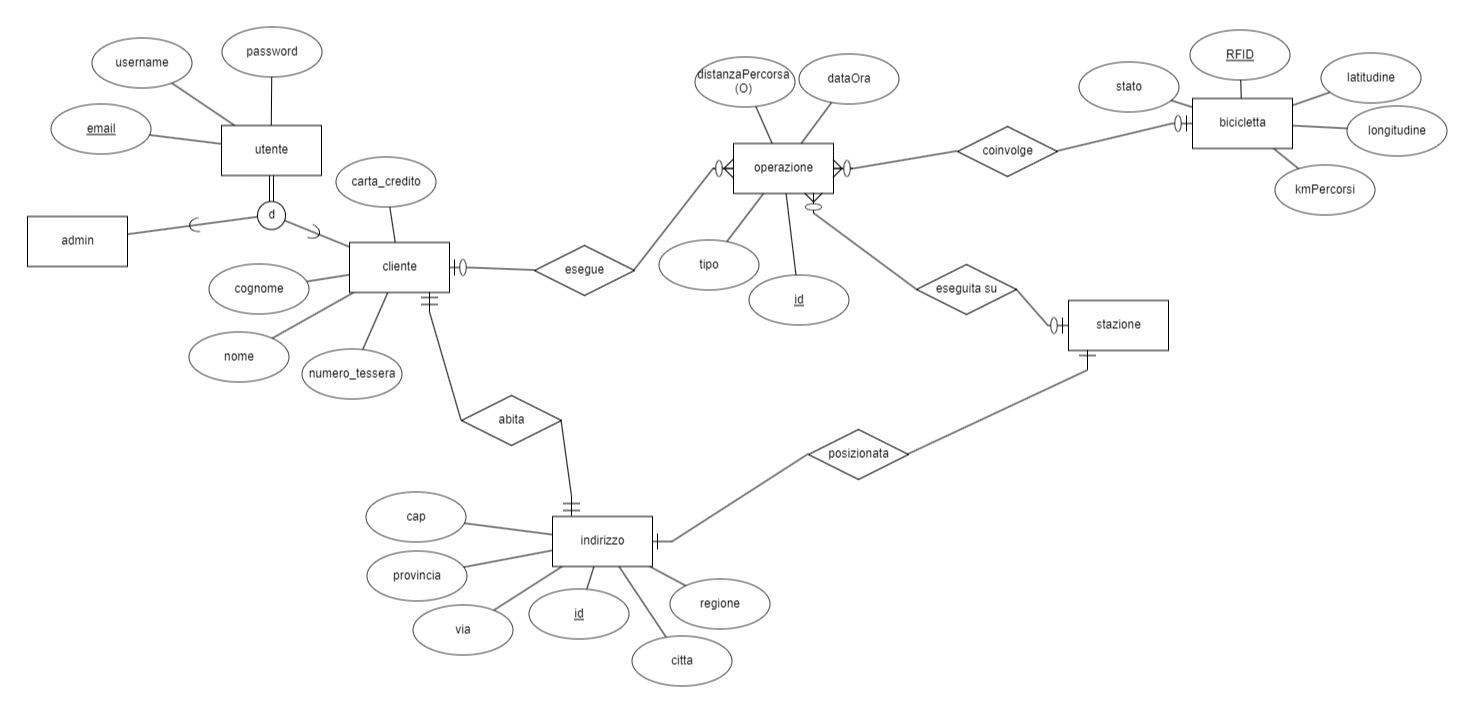 username
password
email
utente
d
admin
carta_credito
cliente
cognome
nome
numero_tessera
esegue
distanzaPercorsa
(O)
dataOra
operazione
tipo
id
coinvolge
RFID
stato
latitudine
bicicletta
longitudine
kmPercorsi
eseguita su
stazione
abita
posizionata
cap
indirizzo
provincia
via
id
regione
citta